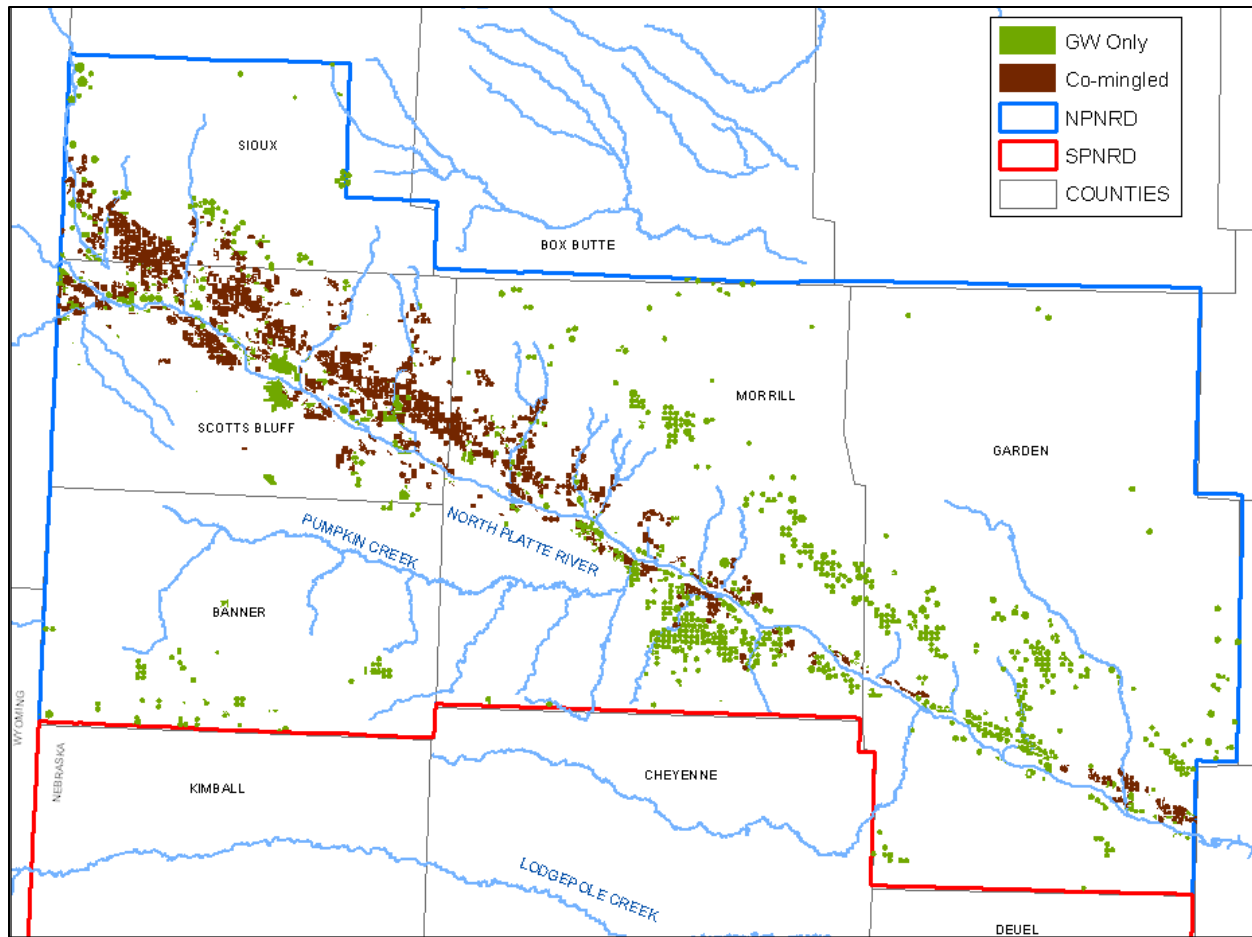 GW Only
Co-mingled
NPNRD
SPNRD
COUNTIES
SIOUX
BOX BUTTE
MORRILL
SCOTTS BLUFF
GARDEN
PUMPKIN CREEK
NORTH PLATTE RIVER
BANNER
WYOMING
NEBRASKA
KIMBALL
CHEYENNE
LODGEPOLE CREEK
DEUEL